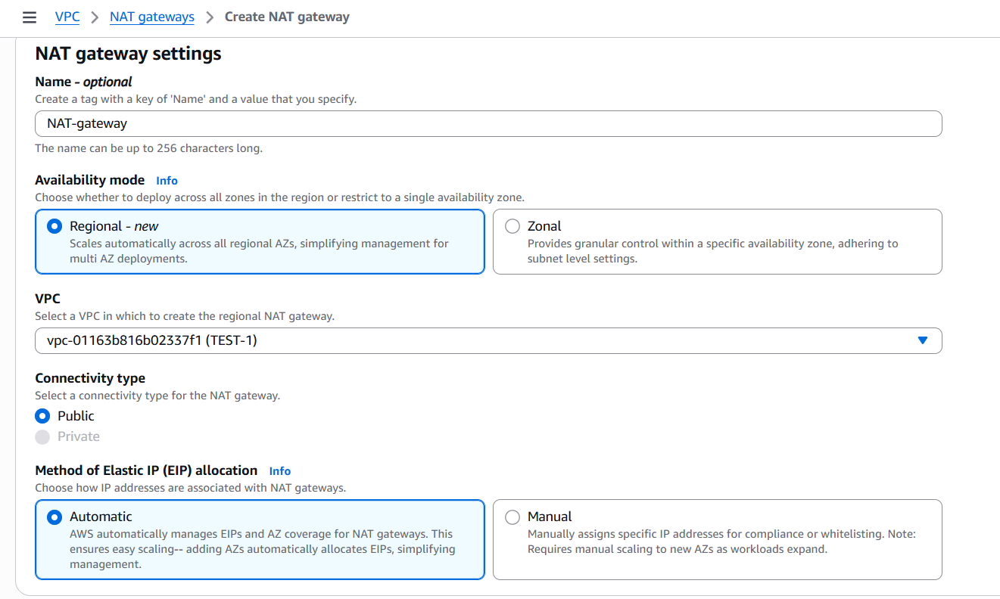 VPC > NAT gateways > Create NAT gateway
NAT gateway settings
Name - optional
Create a tag with a key of 'Name' and a value that you specify.
NAT-gateway
The name can be up to 256 characters long.
Availability mode Info
Choose whether to deploy across all zones in the region or restrict to a single availability zone.
Regional - new
Scales automatically across all regional AZs, simplifying management for
multi AZ deployments.
Zonal
Provides granular control within a specific availability zone, adhering to
subnet level settings.
VPC
Select a VPC in which to create the regional NAT gateway.
vpc-01163b816b02337f1 (TEST-1)
Connectivity type
Select a connectivity type for the NAT gateway.
Public
Private
Method of Elastic IP (EIP) allocation Info
Choose how IP addresses are associated with NAT gateways.
Automatic
AWS automatically manages EIPs and AZ coverage for NAT gateways. This
ensures easy scaling-- adding AZs automatically allocates EIPs, simplifying
management.
Manual
Manually assigns specific IP addresses for compliance or whitelisting. Note:
Requires manual scaling to new AZs as workloads expand.